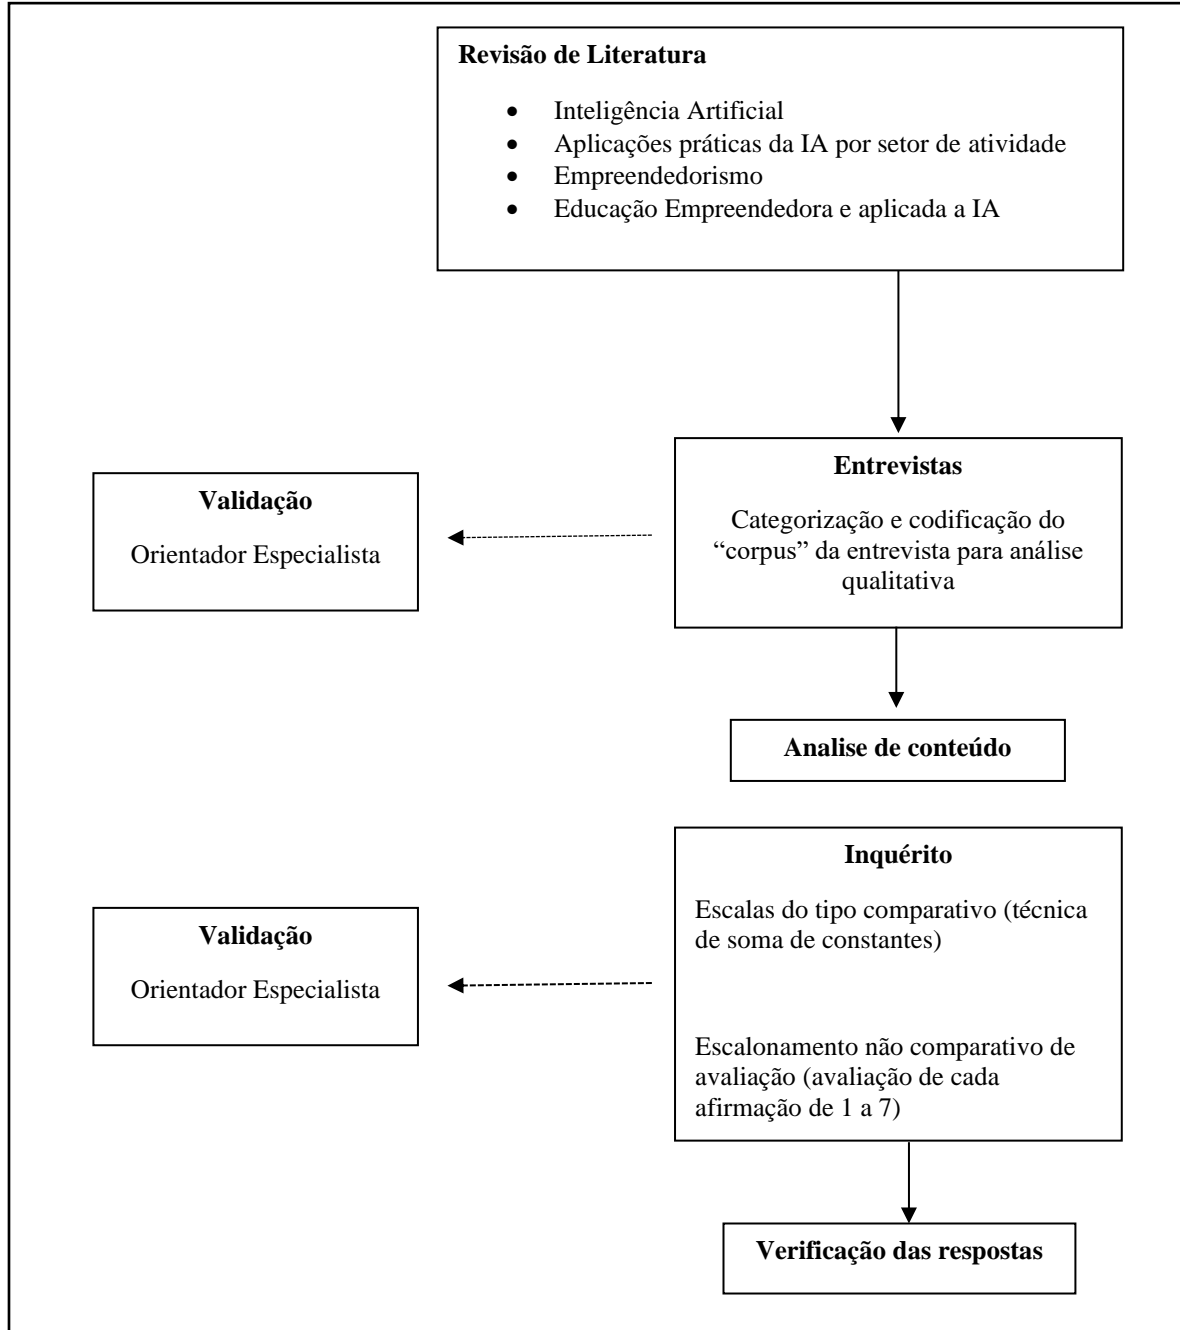 Revisão de Literatura
• Inteligência Artificial
• Aplicações práticas da IA por setor de atividade
• Empreendedorismo
• Educação Empreendedora e aplicada a IA
Entrevistas
Categorização e codificação do
“corpus” da entrevista para análise
qualitativa
Validação
Orientador Especialista
Analise de conteúdo
Inquérito
Escalas do tipo comparativo (técnica
de soma de constantes)
Escalonamento não comparativo de
avaliação (avaliação de cada
afirmação de 1 a 7)
Validação
Orientador Especialista
Verificação das respostas